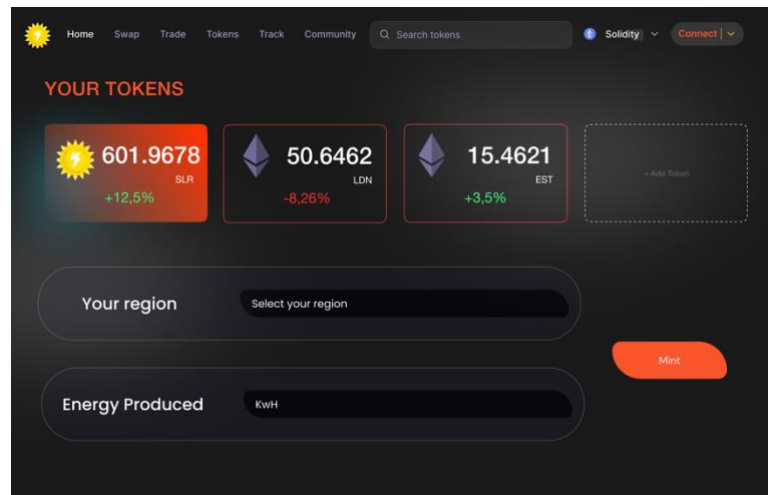 Home Swap Trade Tokens Track Community Search tokens Solidity Connect
YOUR TOKENS
601.9678
SLR
+12,5%
50.6462
LDN
-8,26%
15.4621
EST
+3,5%
+ Add Token
Your region Select your region
Mint
Energy Produced KwH